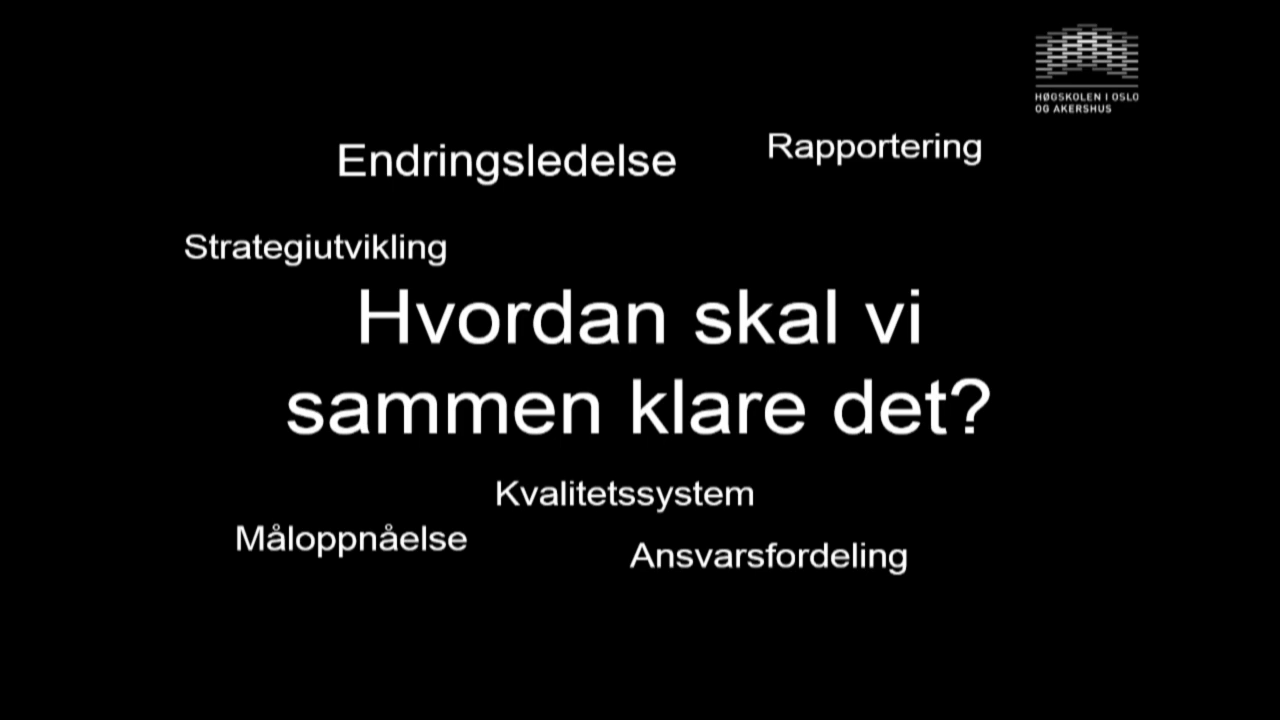 HØGSKOLEN I OSLO
OG AKERSHUS
Endringsledelse
Rapportering
Strategiutvikling
Hvordan skal vi
sammen klare det?
Kvalitetssystem
Måloppnåelse
Ansvarsfordeling